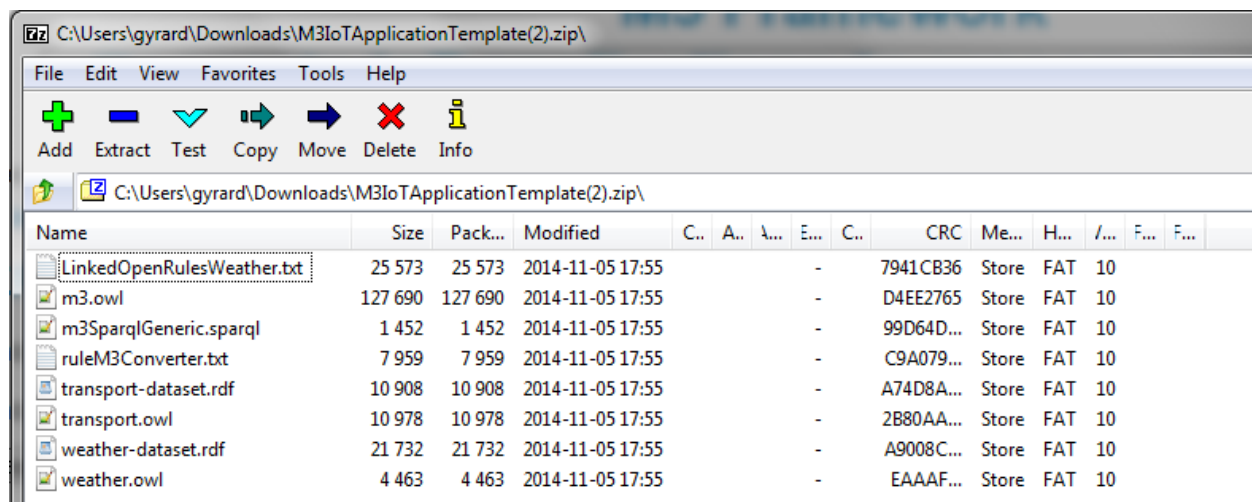 M3 Framework
C:\Users\gyrard\Downloads\M3IoTApplicationTemplate(2).zip\
File Edit View Favorites Tools Help
Add Extract Test Copy Move Delete Info
C:\Users\gyrard\Downloads\M3IoTApplicationTemplate(2).zip\
Name Size Pack... Modified C.. A.. E... C.. CRC Me... H... /... F... F...
LinkedOpenRulesWeather.txt 25 573 25 573 2014-11-05 17:55 - 7941CB36 Store FAT 10
m3.owl 127 690 127 690 2014-11-05 17:55 - D4EE2765 Store FAT 10
m3SparqlGeneric.sparql 1 452 1 452 2014-11-05 17:55 - 99D64D... Store FAT 10
ruleM3Converter.txt 7 959 7 959 2014-11-05 17:55 - C9A079... Store FAT 10
transport-dataset.rdf 10 908 10 908 2014-11-05 17:55 - A74D8A... Store FAT 10
transport.owl 10 978 10 978 2014-11-05 17:55 - 2B80AA... Store FAT 10
weather-dataset.rdf 21 732 21 732 2014-11-05 17:55 - A9008C... Store FAT 10
weather.owl 4 463 4 463 2014-11-05 17:55 - EAAAF... Store FAT 10